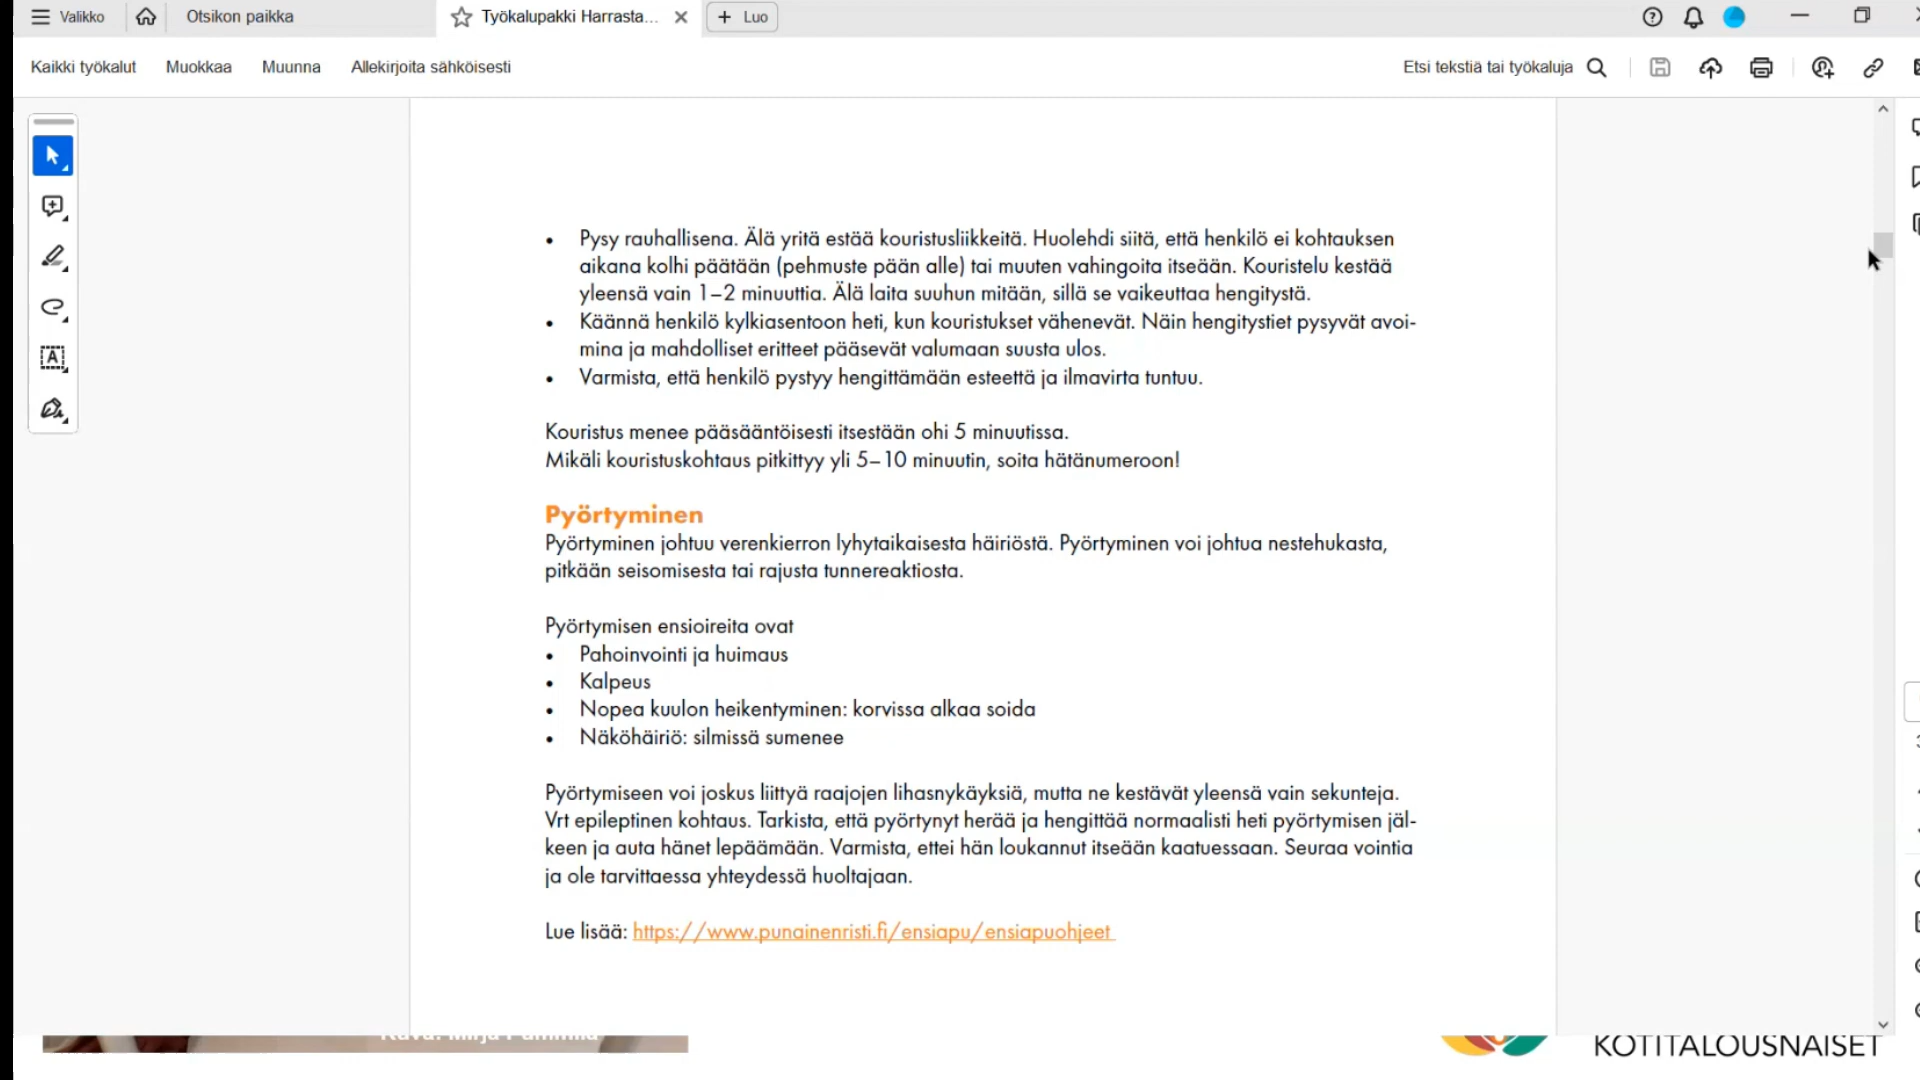 Valikko
Otsikon paikka
Työkalupakki Harrasta...
Luo
Kaikki työkalut
Muokkaa
Muunna
Allekirjoita sähköisesti
Etsi tekstiä tai työkaluja
• Pysy rauhallisena. Älä yritä estää kouristusliikkeitä. Huolehdi siitä, että henkilö ei kohtauksen
aikana kolhi päätään (pehmuste pään alle) tai muuten vahingoita itseään. Kouristelu kestää
yleensä vain 1–2 minuuttia. Älä laita suuhun mitään, sillä se vaikeuttaa hengitystä.
• Käännä henkilö kylkiasentoon heti, kun kouristukset vähenevät. Näin hengitystiet pysyvät avoi-
mina ja mahdolliset eritteet pääsevät valumaan suusta ulos.
• Varmista, että henkilö pystyy hengittämään esteettä ja ilmavirta tuntuu.
Kouristus menee pääsääntöisesti itsestään ohi 5 minuutissa.
Mikäli kouristuskohtaus pitkittyy yli 5–10 minuutin, soita hätänumeroon!
Pyörtyminen
Pyörtyminen johtuu verenkierron lyhytaikaisesta häiriöstä. Pyörtyminen voi johtua nestehukasta,
pitkään seisomisesta tai rajusta tunnereaktiosta.
Pyörtymisen ensioireita ovat
• Pahoinvointi ja huimaus
• Kalpeus
• Nopea kuulon heikentyminen: korvissa alkaa soida
• Näköhäiriö: silmissä sumenee
Pyörtymiseen voi joskus liittyä raajojen lihasnykäyksiä, mutta ne kestävät yleensä vain sekunteja.
Vrt epileptinen kohtaus. Tarkista, että pyörtynyt herää ja hengittää normaalisti heti pyörtymisen jäl-
keen ja auta hänet lepäämään. Varmista, ettei hän loukannut itseään kaatuessaan. Seuraa vointia
ja ole tarvittaessa yhteydessä huoltajaan.
Lue lisää: https://www.punainenristi.fi/ensiapu/ensiapuohjeet
KOTITALOUSNAISET